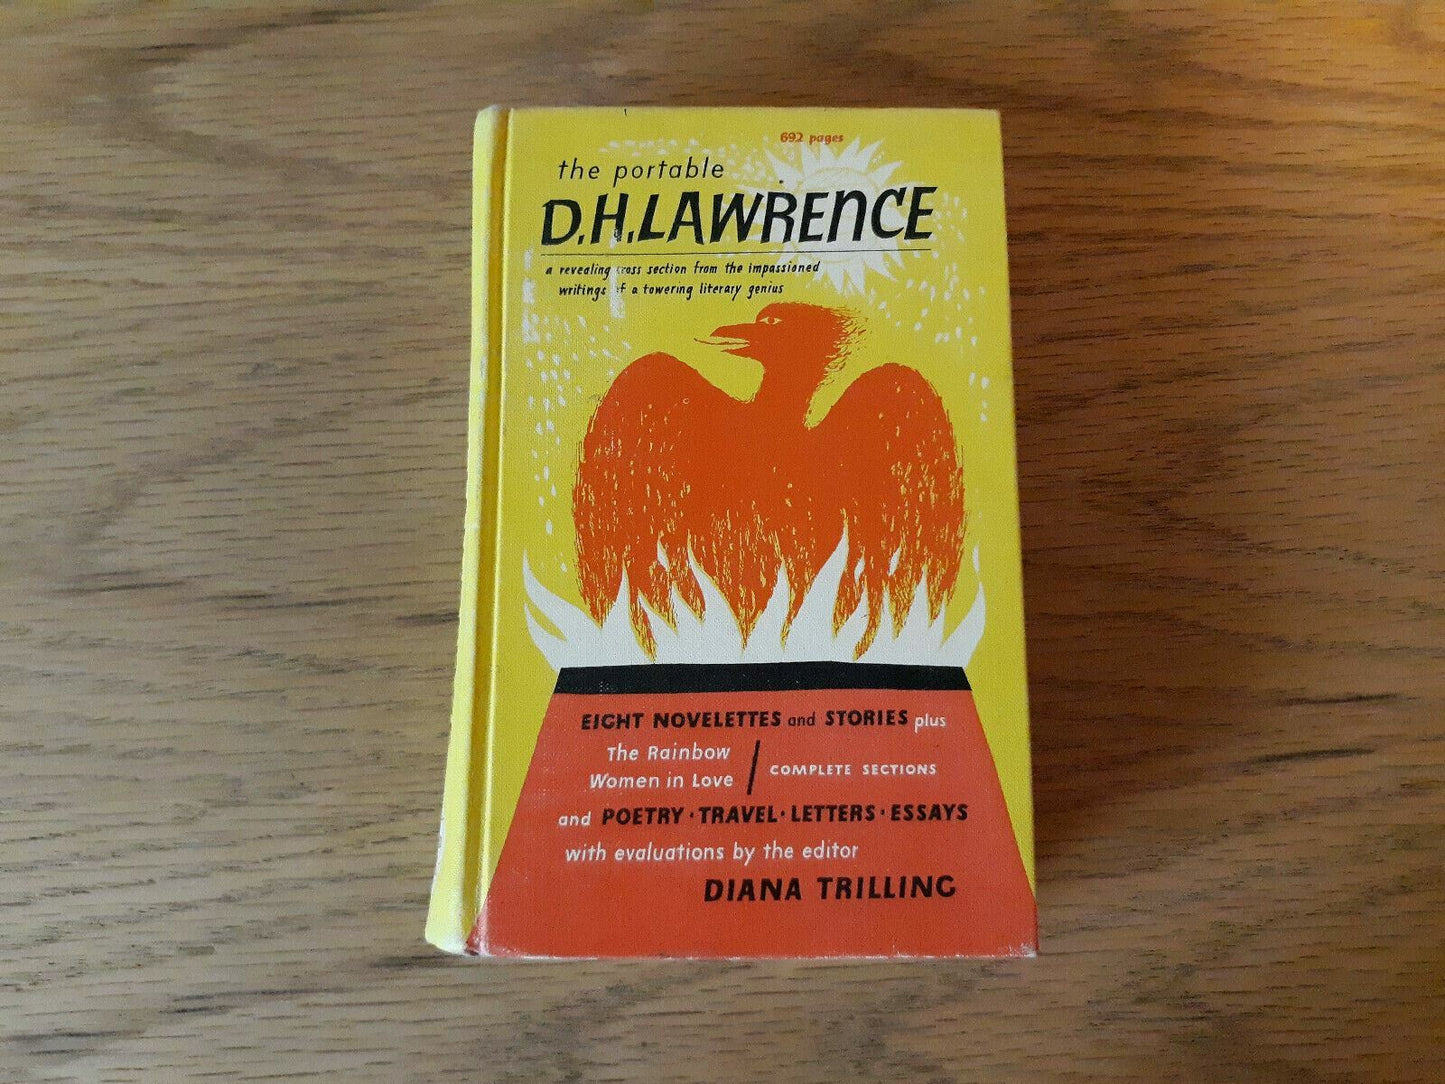 692 pages
the portable
D.H. LAWRENCE
a revealing cross section from the impassioned
writings of a towering literary genius
EIGHT NOVELETTES and STORIES plus
The Rainbow
Women in Love / COMPLETE SECTIONS
and POETRY · TRAVEL · LETTERS · ESSAYS
with evaluations by the editor
DIANA TRILLING